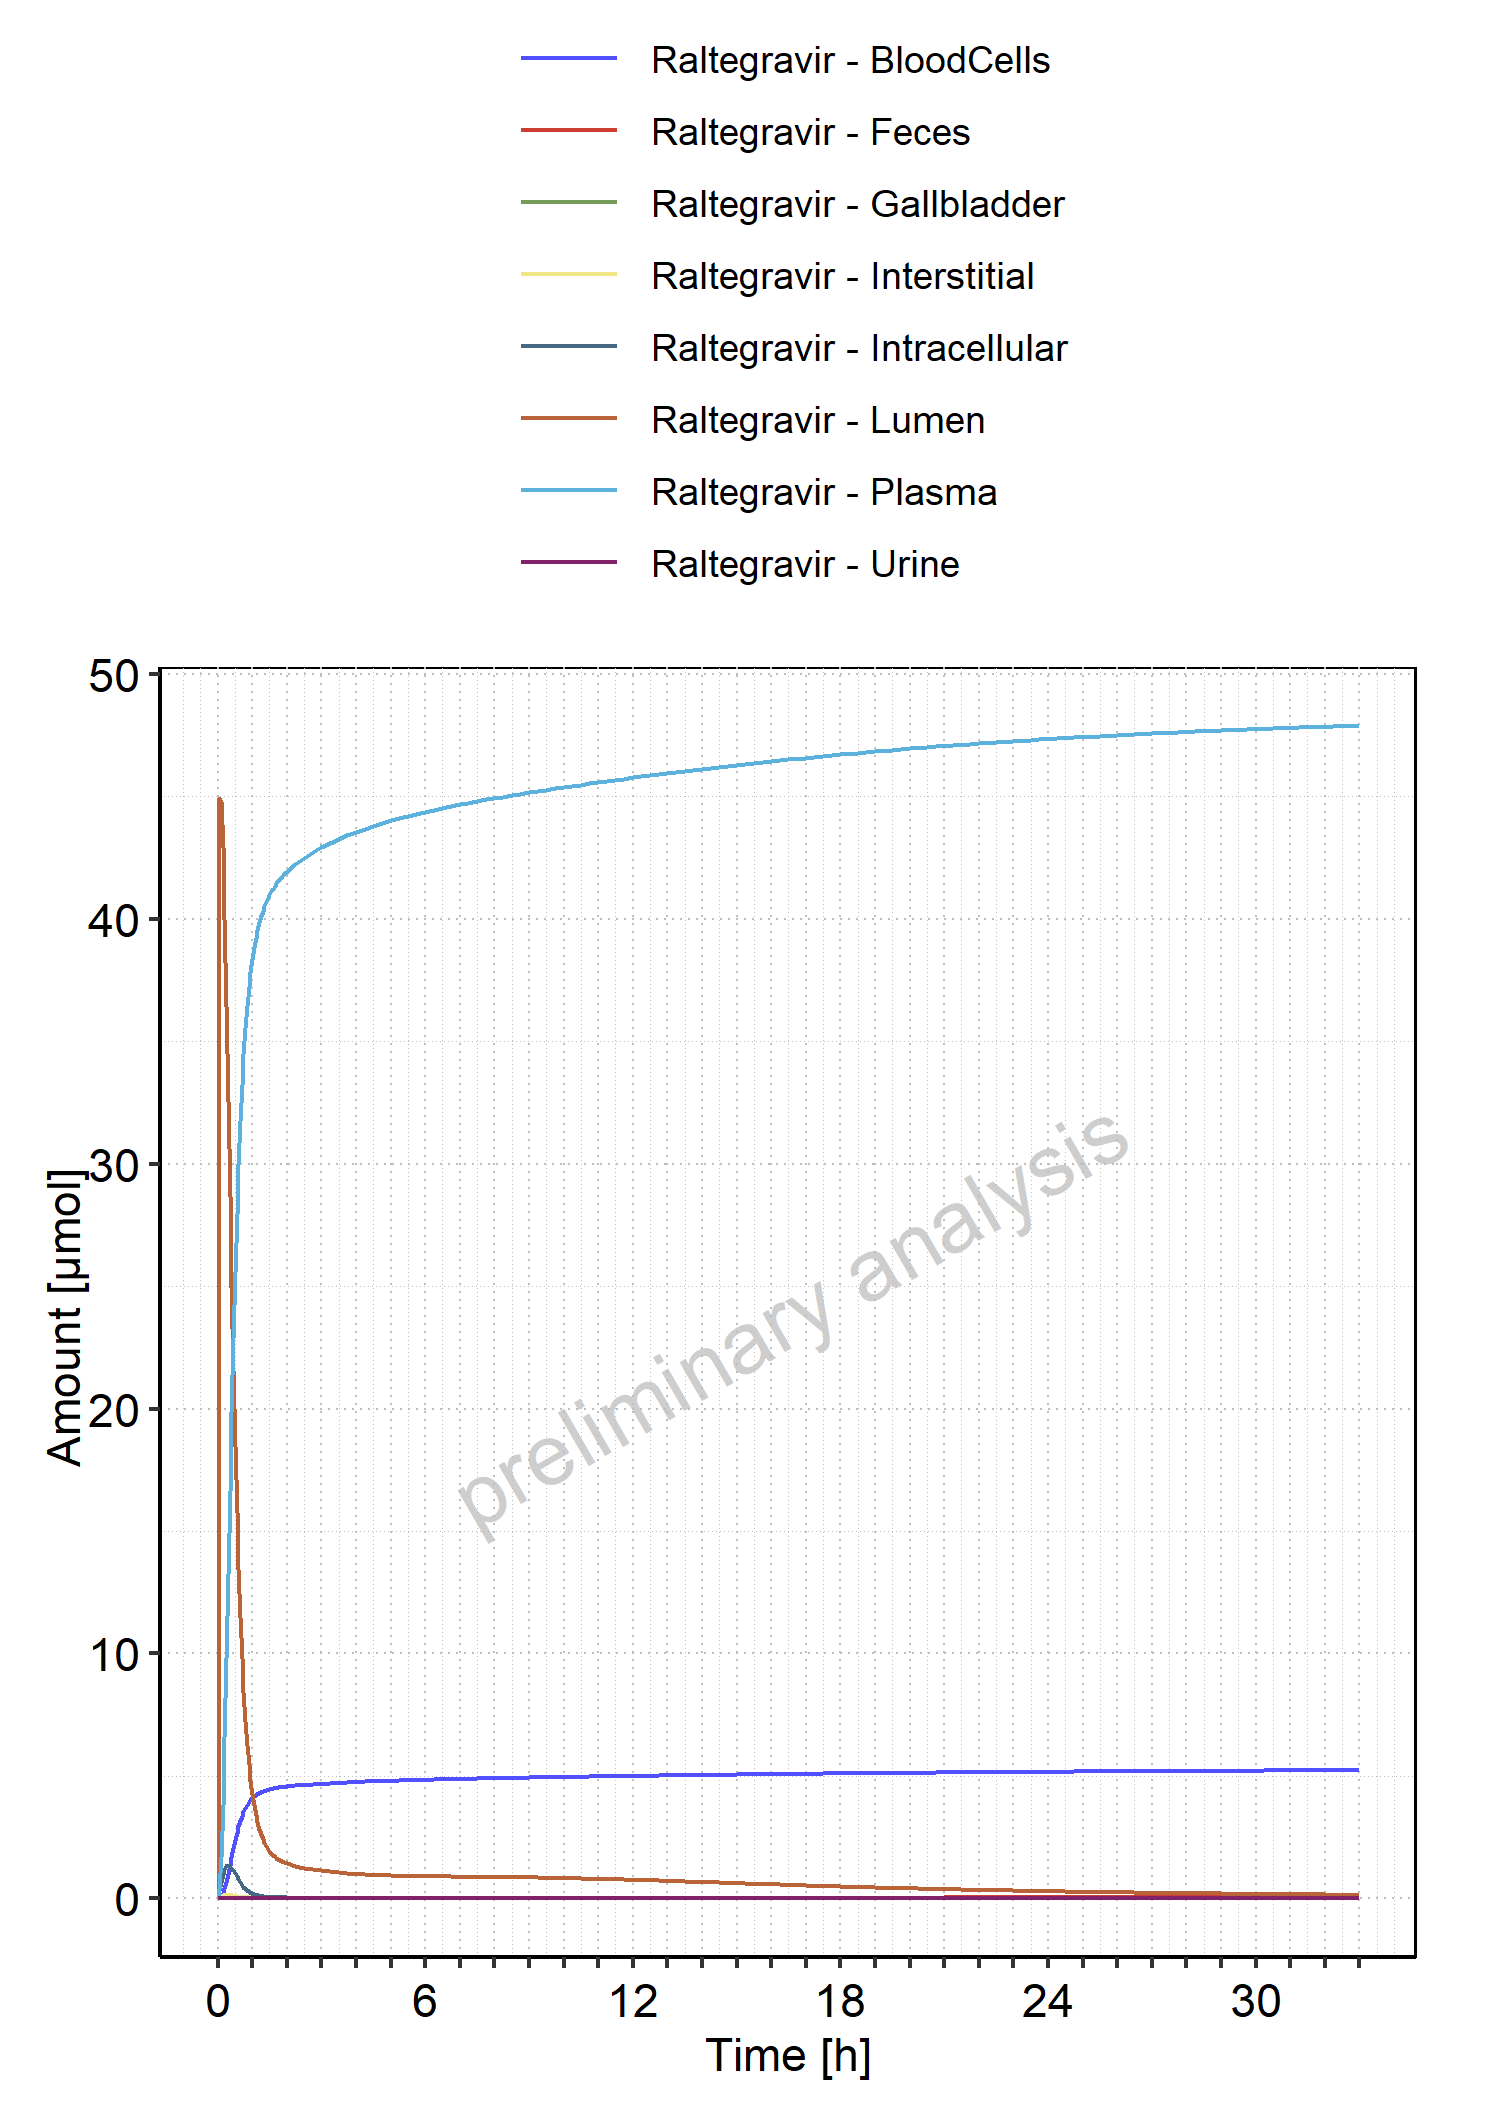 Raltegravir - BloodCells
Raltegravir - Feces
Raltegravir - Gallbladder
Raltegravir - Interstitial
Raltegravir - Intracellular
Raltegravir - Lumen
Raltegravir - Plasma
Raltegravir - Urine
50
40
30
20
10
0
Amount [µmol]
preliminary analysis
0 6 12 18 24 30
Time [h]